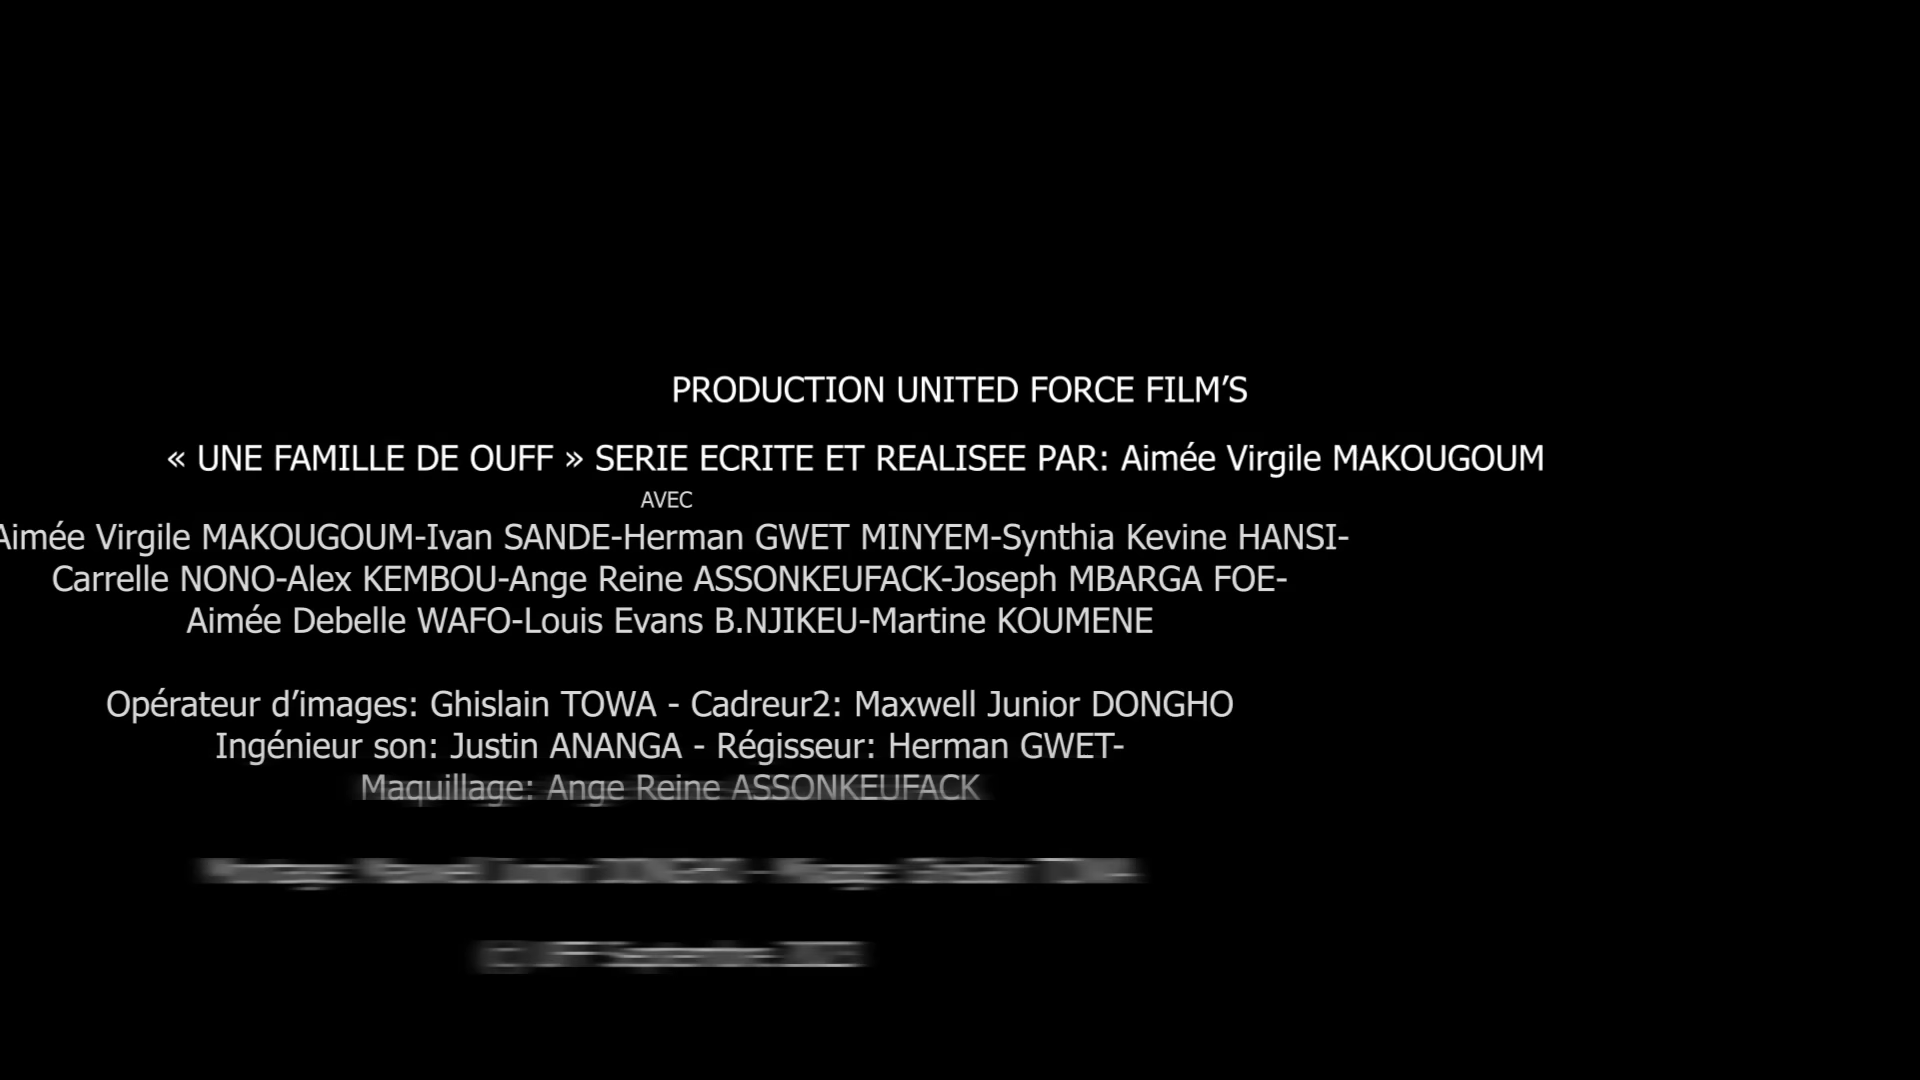 PRODUCTION UNITED FORCE FILM’S
« UNE FAMILLE DE OUFF » SERIE ECRITE ET REALISEE PAR: Aimée Virgile MAKOUGOUM
AVEC
Aimée Virgile MAKOUGOUM-Ivan SANDE-Herman GWET MINYEM-Synthia Kevine HANSI-
Carrelle NONO-Alex KEMBOU-Ange Reine ASSONKEUFACK-Joseph MBARGA FOE-
Aimée Debelle WAFO-Louis Evans B.NJIKEU-Martine KOUMENE
Opérateur d’images: Ghislain TOWA - Cadreur2: Maxwell Junior DONGHO
Ingénieur son: Justin ANANGA - Régisseur: Herman GWET-
Maquillage: Ange Reine ASSONKEUFACK